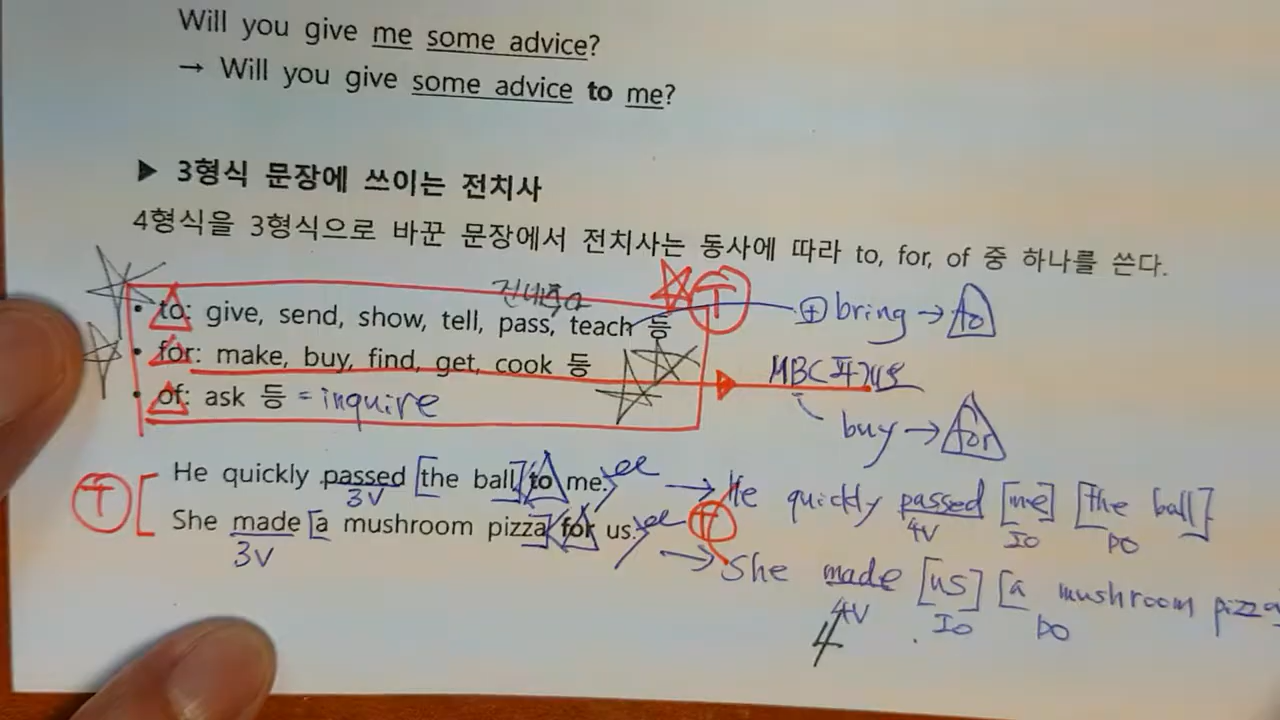 Will you give me some advice?
→ Will you give some advice to me?
▶ 3형식 문장에 쓰이는 전치사
4형식을 3형식으로 바꾼 문장에서 전치사는 동사에 따라 to, for, of 중 하나를 쓴다.
• to: give, send, show, tell, pass, teach 등 T ⊕ bring → to
• for: make, buy, find, get, cook 등 MBC
• of: ask 등 = inquire buy → for
T He quickly passed [the ball] to me. → He quickly passed [me] [the ball]
3V 4V IO DO
She made [a mushroom pizza] for us. T → She made [us] [a mushroom pizza
3V 4V IO DO
4